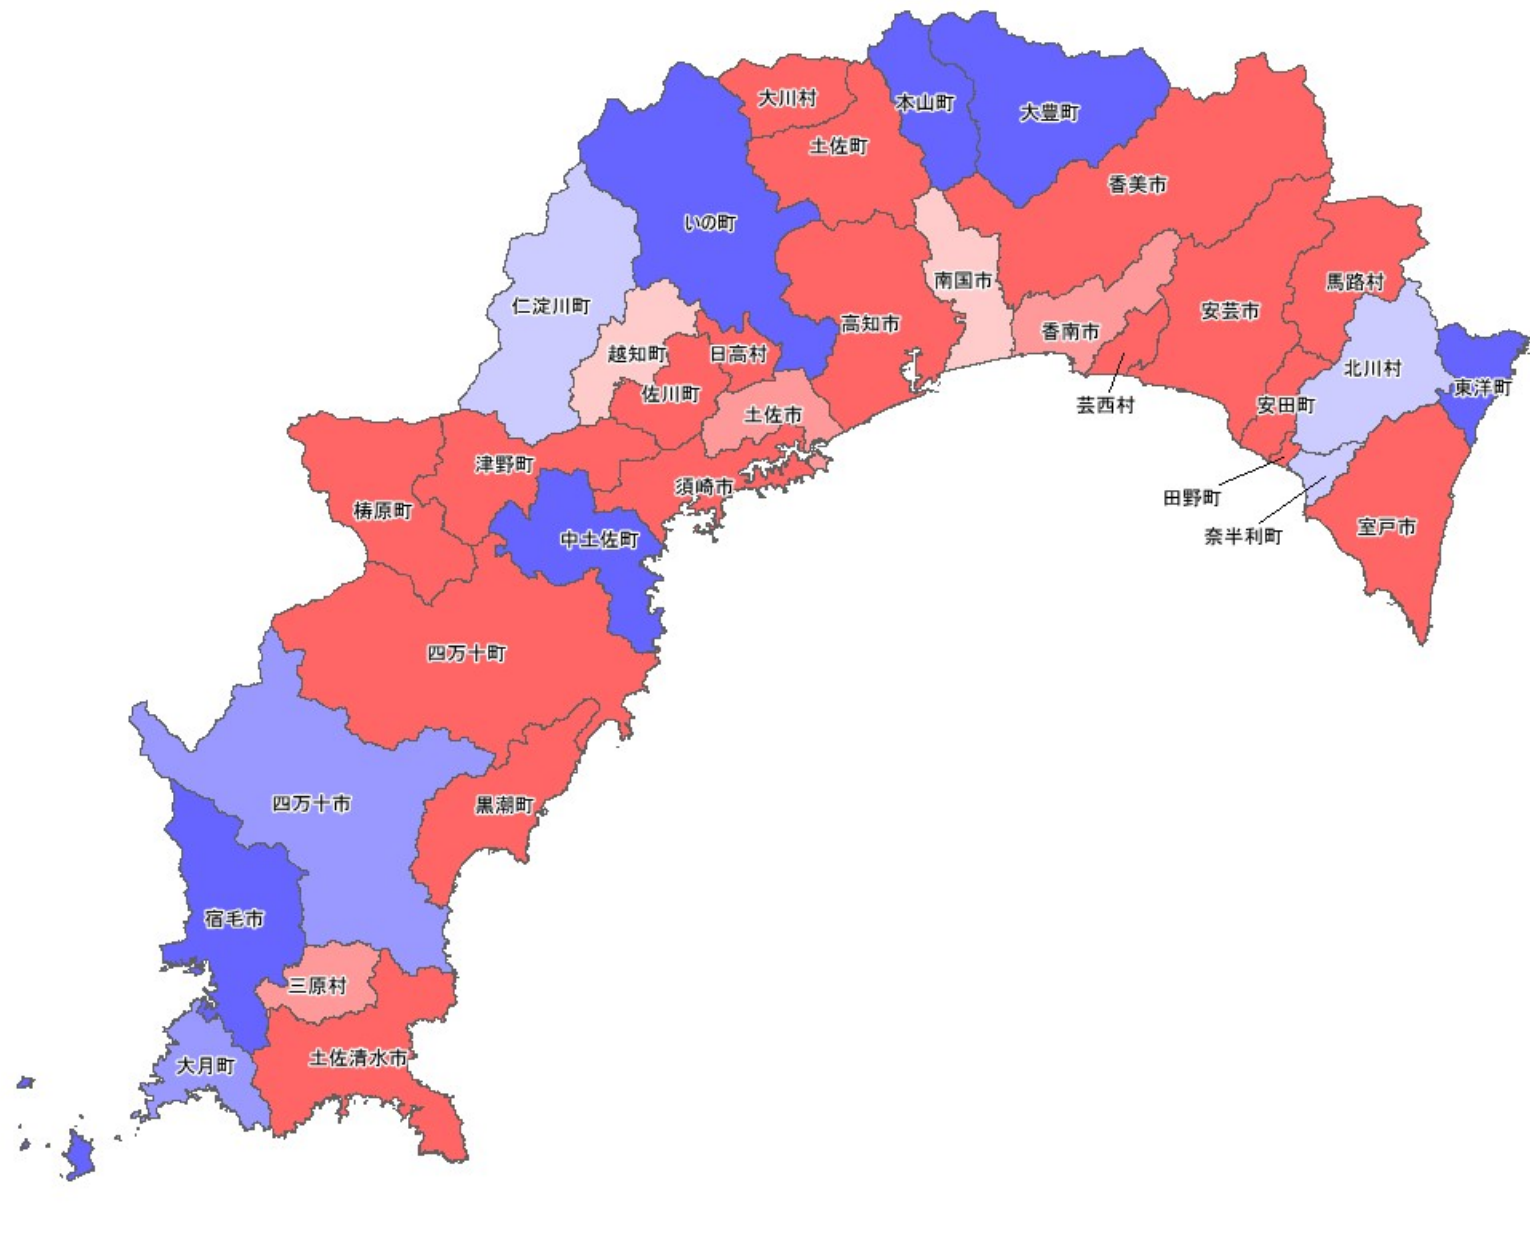 大川村
本山町
大豊町
土佐町
香美市
いの町
南国市
馬路村
仁淀川町
安芸市
高知市
香南市
越知町
日高村
北川村
東洋町
佐川町
芸西村
安田町
土佐市
津野町
須崎市
田野町
梼原町
奈半利町
室戸市
中土佐町
四万十町
四万十市
黒潮町
宿毛市
三原村
大月町
土佐清水市